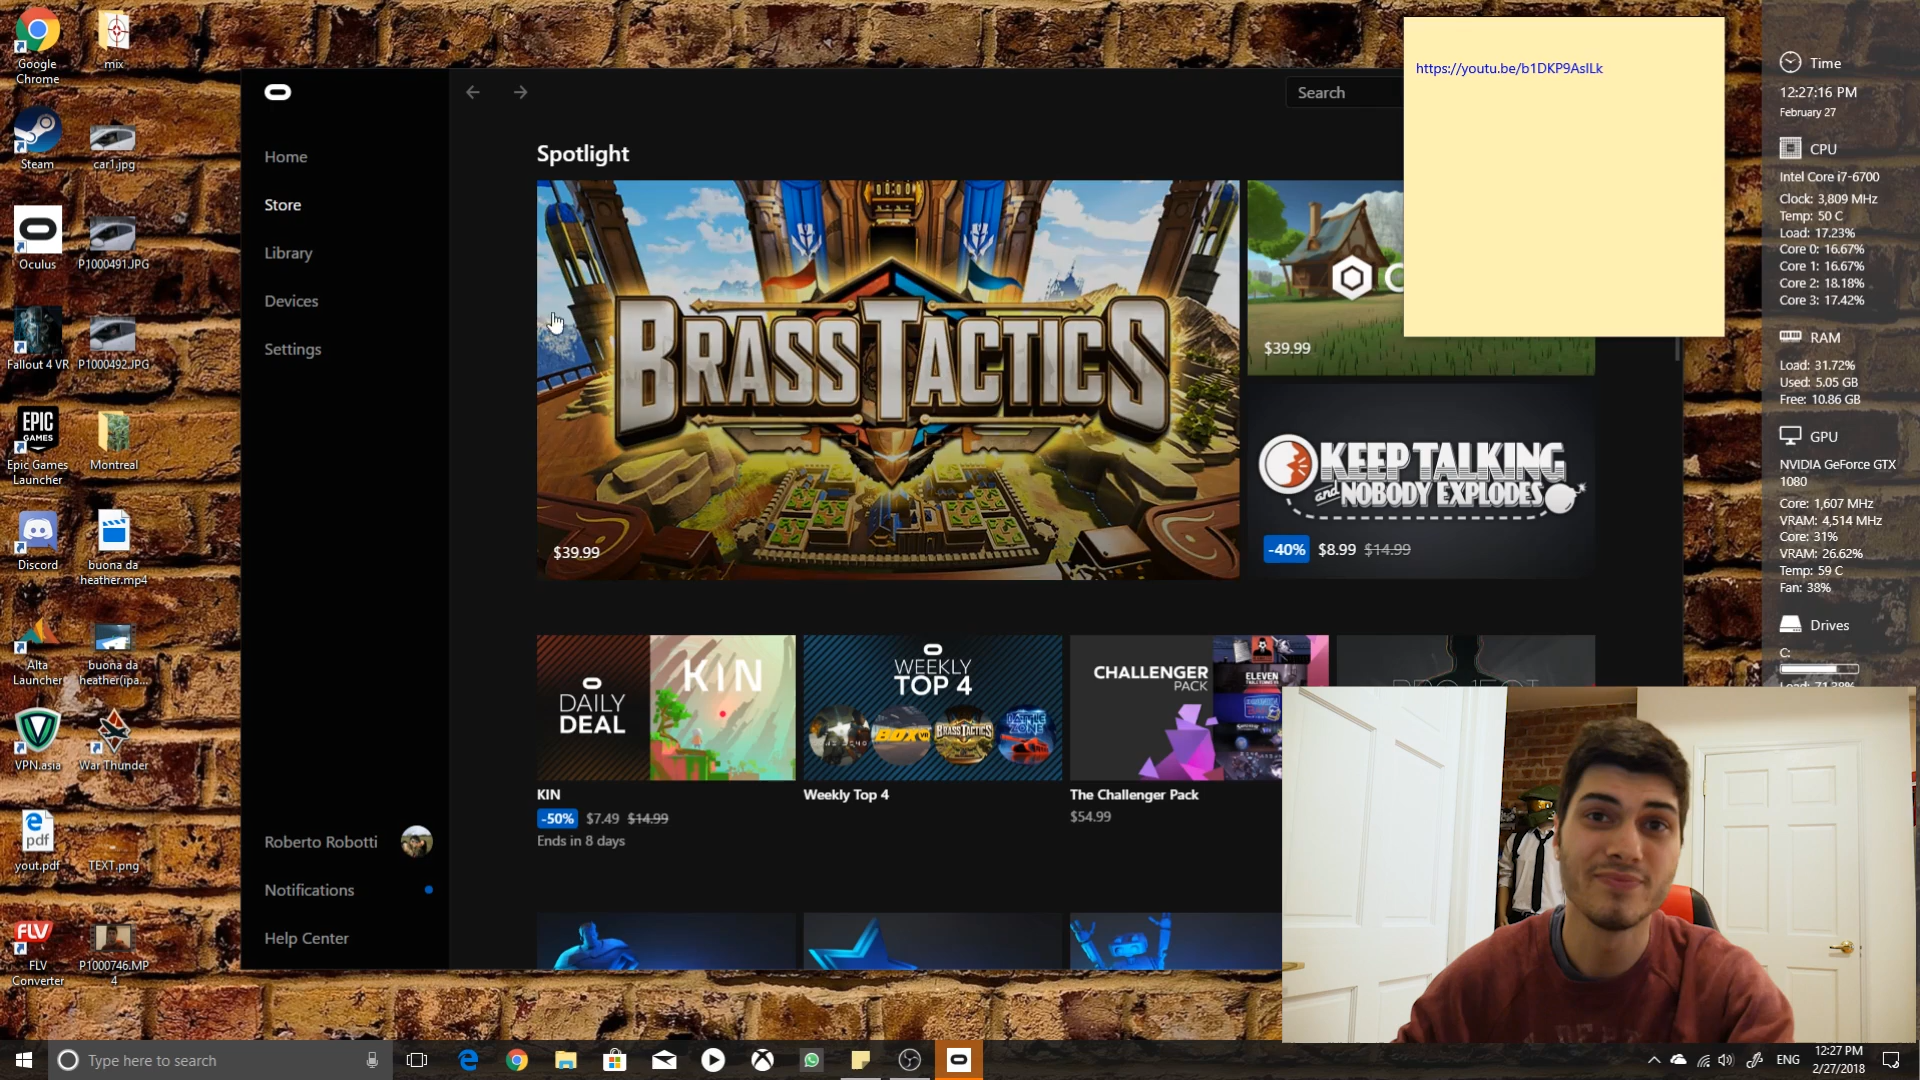 Google
Chrome
mix
Steam
car1.jpg
Oculus
P1000491.JPG
Fallout 4 VR
P1000492.JPG
EPIC
GAMES
Epic Games
Launcher
Montreal
Discord
buona da
heather.mp4
Alta
Launcher
buona da
heather(ipa...
VPN.asia
War Thunder
pdf
yout.pdf
TEXT.png
FLV
FLV
Converter
P1000746.MP
4
Home
Store
Library
Devices
Settings
Roberto Robotti
Notifications
Help Center
Search
Spotlight
BRASS TACTICS
$39.99
$39.99
KEEP TALKING
and NOBODY EXPLODES
-40% $8.99 $14.99
DAILY
DEAL
KIN
KIN
-50% $7.49 $14.99
Ends in 8 days
WEEKLY
TOP 4
BRASS TACTICS
BATTLE
ZONE
Weekly Top 4
CHALLENGER
PACK
ELEVEN
The Challenger Pack
$54.99
https://youtu.be/b1DKP9AsILk
Time
12:27:16 PM
February 27
CPU
Intel Core i7-6700
Clock: 3,809 MHz
Temp: 50 C
Load: 17.23%
Core 0: 16.67%
Core 1: 16.67%
Core 2: 18.18%
Core 3: 17.42%
RAM
Load: 31.72%
Used: 5.05 GB
Free: 10.86 GB
GPU
NVIDIA GeForce GTX
1080
Core: 1,607 MHz
VRAM: 4,514 MHz
Core: 31%
VRAM: 26.62%
Temp: 59 C
Fan: 38%
Drives
C:
Type here to search
ENG
12:27 PM
2/27/2018